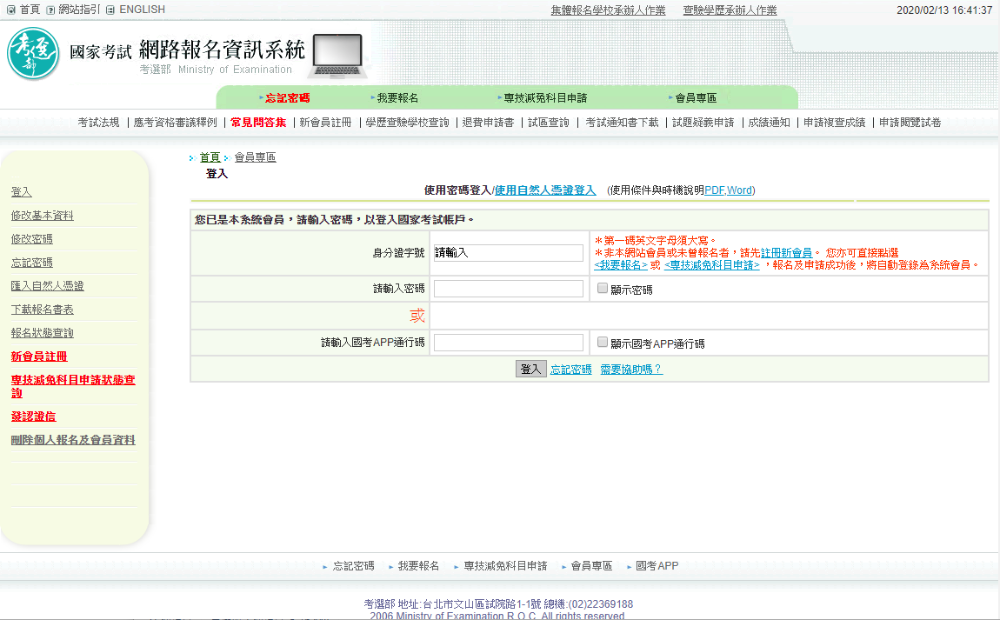 首頁 網站指引 ENGLISH 集體報名學校承辦人作業 查驗學歷承辦人作業 2020/02/13 16:41:37
考選部 國家考試 網路報名資訊系統
考選部 Ministry of Examination
忘記密碼 我要報名 專技減免科目申請 會員專區
考試法規 | 應考資格審議釋例 | 常見問答集 | 新會員註冊 | 學歷查驗學校查詢 | 退費申請書 | 試區查詢 | 考試通知書下載 | 試題疑義申請 | 成績通知 | 申請複查成績 | 申請閱覽試卷
登入
修改基本資料
修改密碼
忘記密碼
匯入自然人憑證
下載報名書表
報名狀態查詢
新會員註冊
專技減免科目申請狀態查
詢
發認證信
刪除個人報名及會員資料
首頁 會員專區
登入
使用密碼登入/使用自然人憑證登入 (使用條件與時機說明PDF,Word)
您已是本系統會員，請輸入密碼，以登入國家考試帳戶。
身分證字號 請輸入
＊第一碼英文字母須大寫。
＊非本網站會員或未曾報名者，請先註冊新會員。 您亦可直接點選
<我要報名> 或 <專技減免科目申請> ，報名及申請成功後，將自動登錄為系統會員。
請輸入密碼 顯示密碼
或
請輸入國考APP通行碼 顯示國考APP通行碼
登入 忘記密碼 需要協助嗎？
忘記密碼 我要報名 專技減免科目申請 會員專區 國考APP
考選部 地址:台北市文山區試院路1-1號 總機:(02)22369188
2006 Ministry of Examination R.O.C. All rights reserved